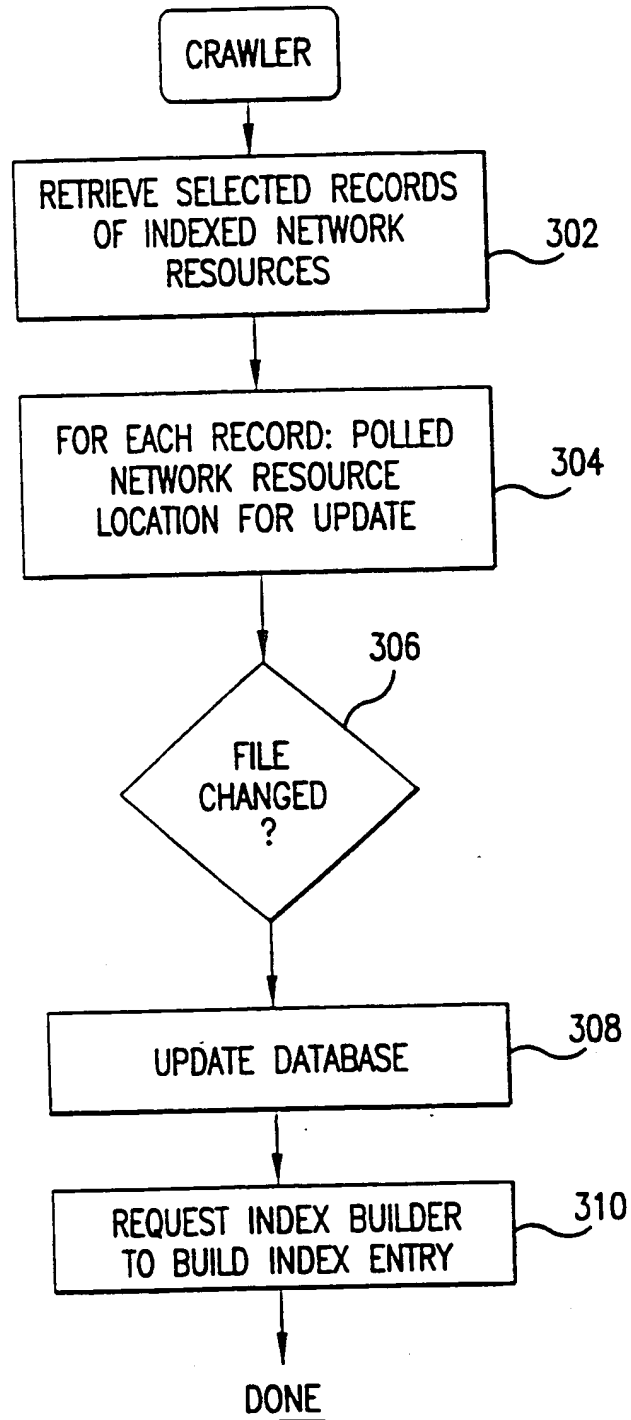 CRAWLER
RETRIEVE SELECTED RECORDS
OF INDEXED NETWORK
RESOURCES
302
FOR EACH RECORD: POLLED
NETWORK RESOURCE
LOCATION FOR UPDATE
304
306
FILE
CHANGED
?
UPDATE DATABASE
308
REQUEST INDEX BUILDER
TO BUILD INDEX ENTRY
310
DONE